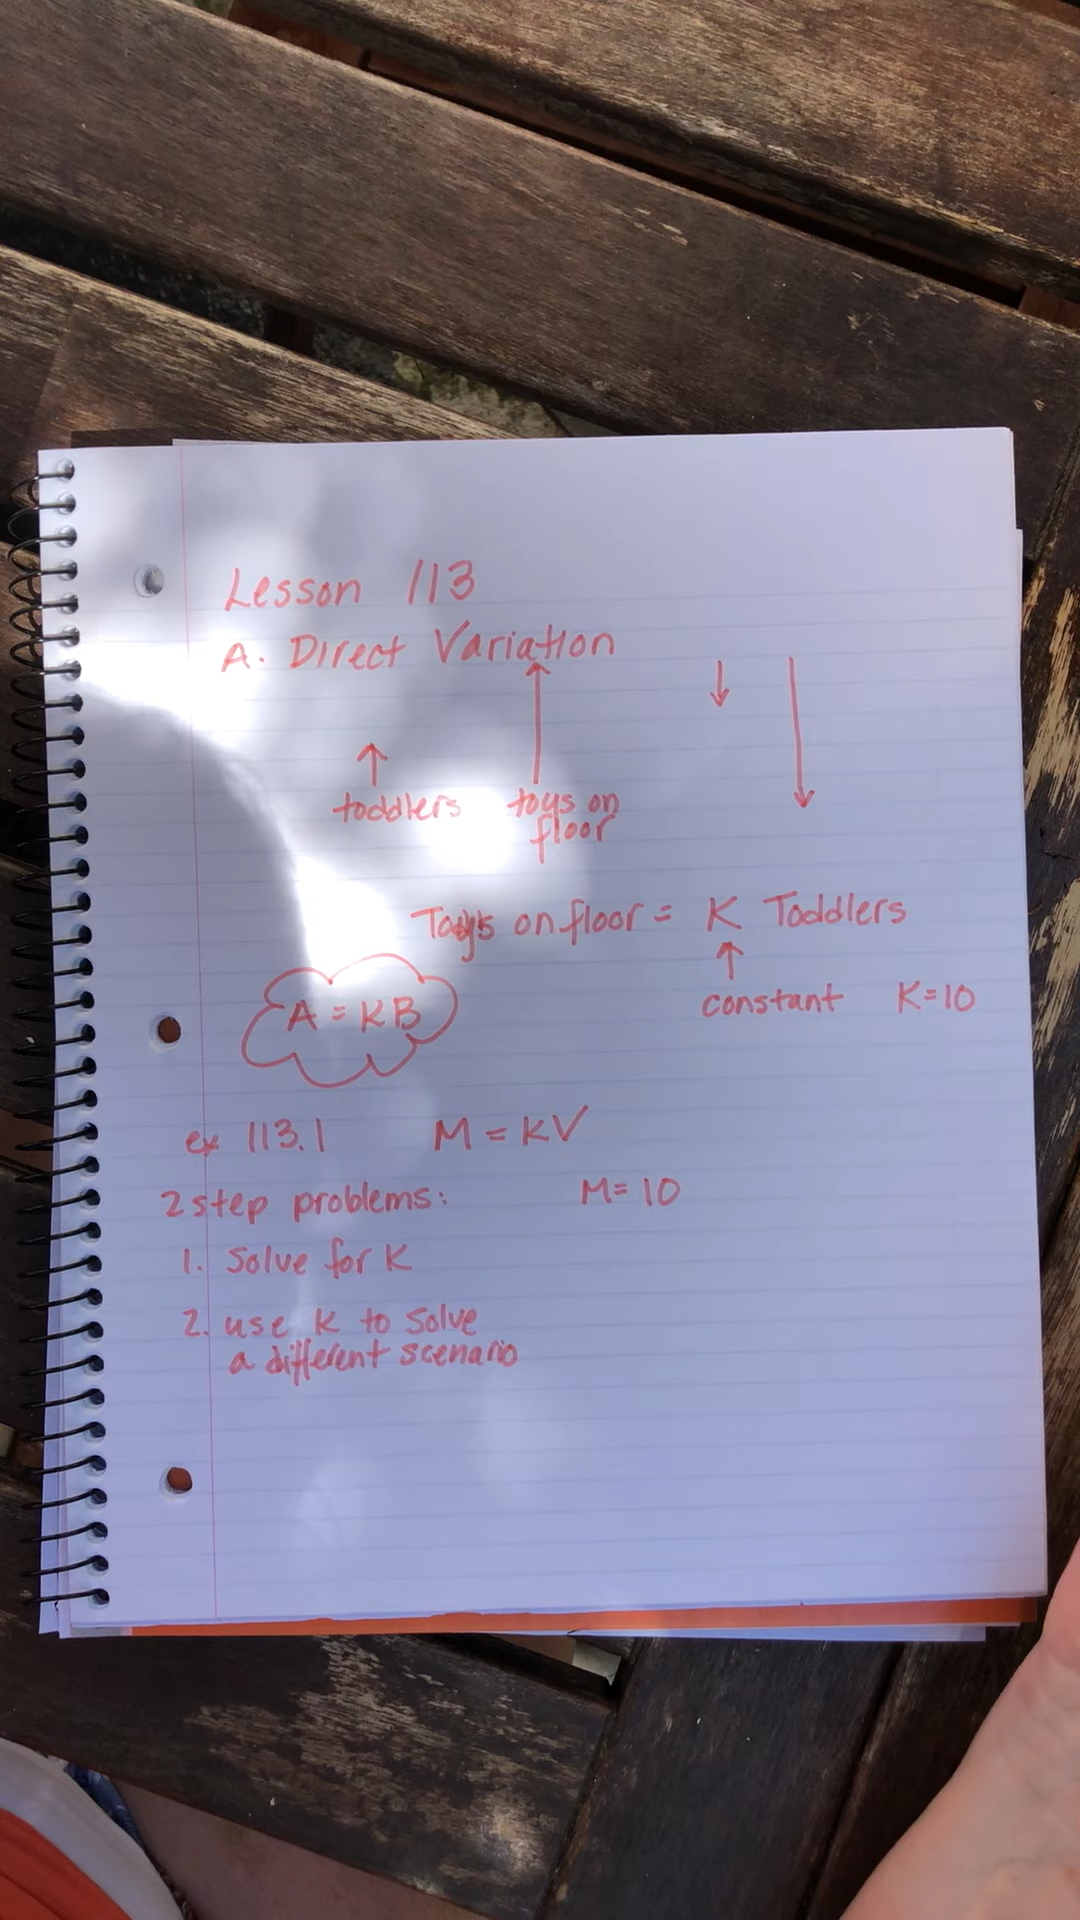 Lesson 113
A. Direct Variation
↑ ↑ ↓ ↓
toddlers toys on
floor
Toys on floor = K Toddlers
↑
constant K=10
A = KB
ex 113.1 M = KV
2 step problems: M= 10
1. Solve for K
2. use K to solve
a different scenario